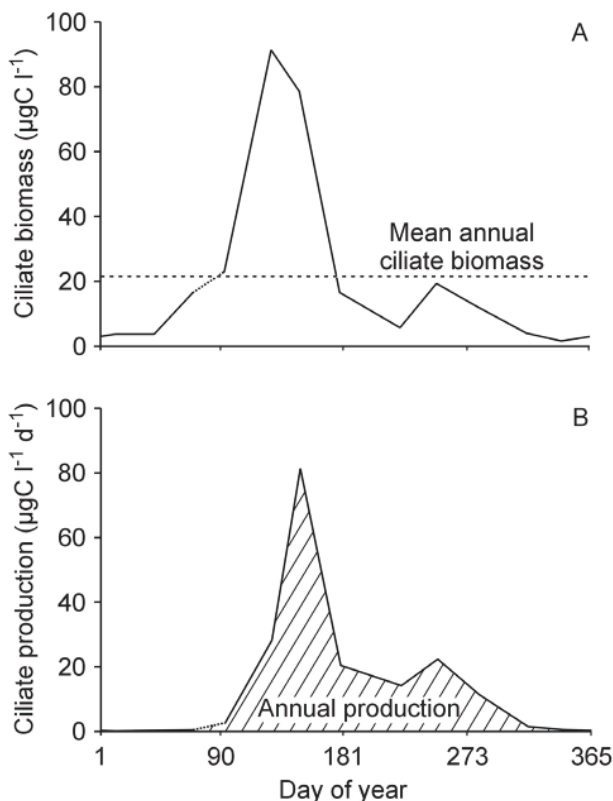 A
Ciliate biomass (µgC l⁻¹)
100
80
60
40
20
0
Mean annual
ciliate biomass
B
Ciliate production (µgC l⁻¹ d⁻¹)
100
80
60
40
20
0
Annual production
1 90 181 273 365
Day of year